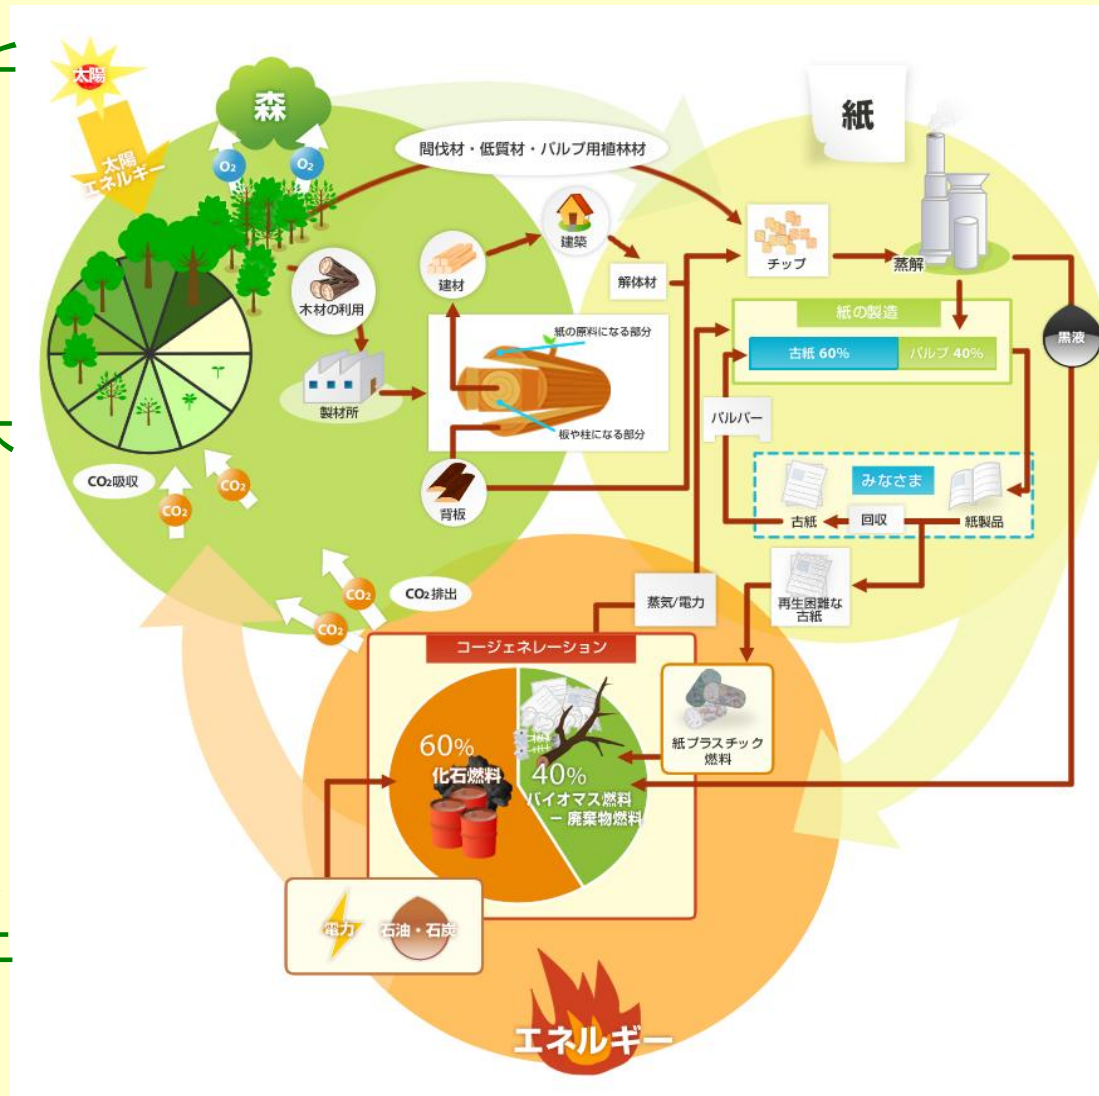 太陽
太陽
エネルギー
森
O2
O2
間伐材・低質材・パルプ用植林材
紙
チップ
蒸解
建築
建材
解体材
木材の利用
製材所
紙の原料になる部分
板や柱になる部分
背板
紙の製造
古紙 60%
パルプ 40%
黒液
パルパー
みなさま
古紙
回収
紙製品
再生困難な
古紙
CO2吸収
CO2
CO2
CO2排出
CO2
CO2
蒸気/電力
コージェネレーション
60%
化石燃料
40%
バイオマス燃料
－ 廃棄物燃料
紙プラスチック
燃料
電力
石油・石炭
エネルギー